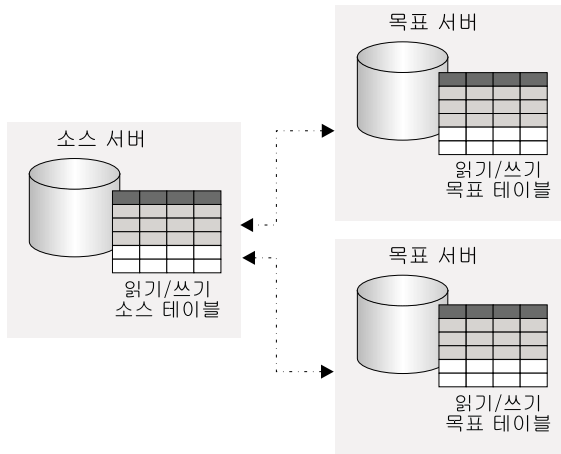 소스 서버
읽기/쓰기
소스 테이블
목표 서버
읽기/쓰기
목표 테이블
목표 서버
읽기/쓰기
목표 테이블